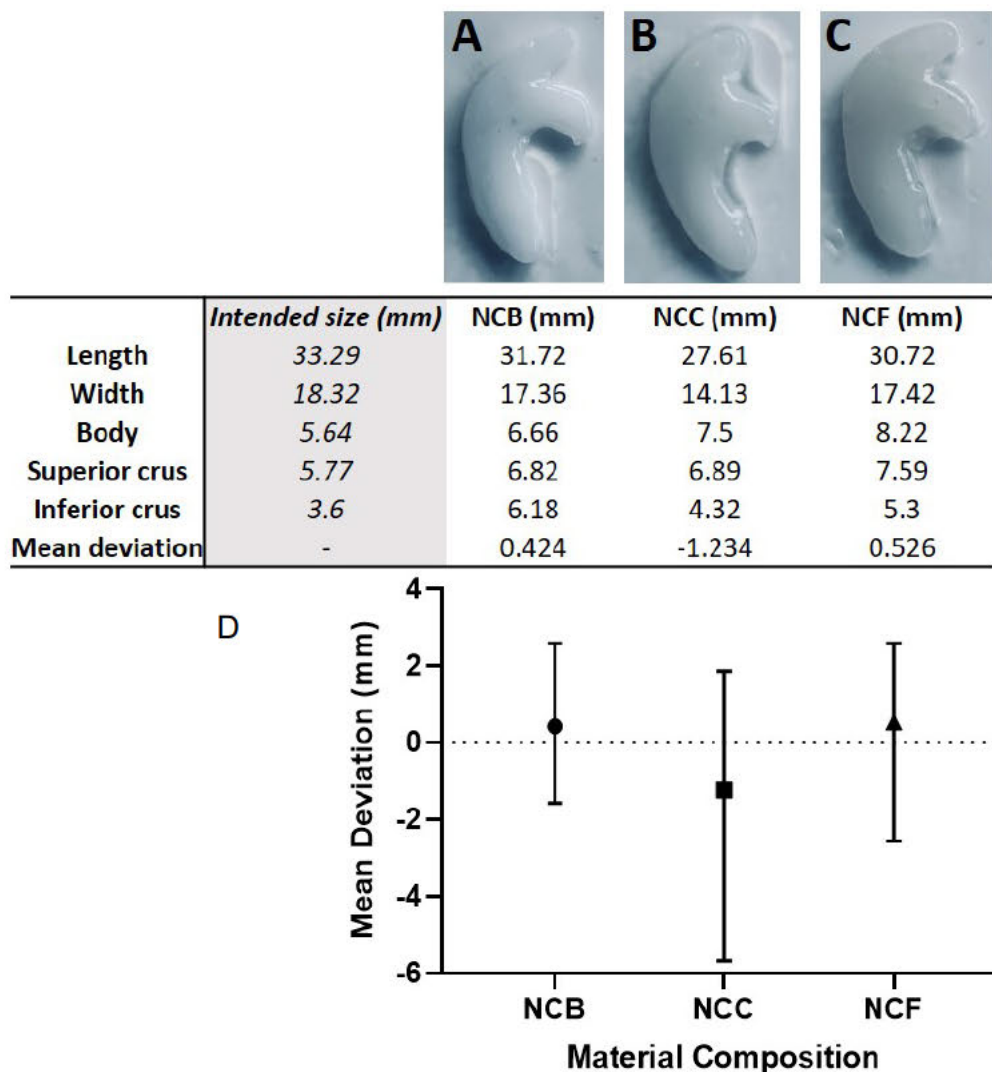 A B C
Intended size (mm) NCB (mm) NCC (mm) NCF (mm)
Length 33.29 31.72 27.61 30.72
Width 18.32 17.36 14.13 17.42
Body 5.64 6.66 7.5 8.22
Superior crus 5.77 6.82 6.89 7.59
Inferior crus 3.6 6.18 4.32 5.3
Mean deviation - 0.424 -1.234 0.526
D
Mean Deviation (mm)
4
2
0
-2
-4
-6
NCB NCC NCF
Material Composition